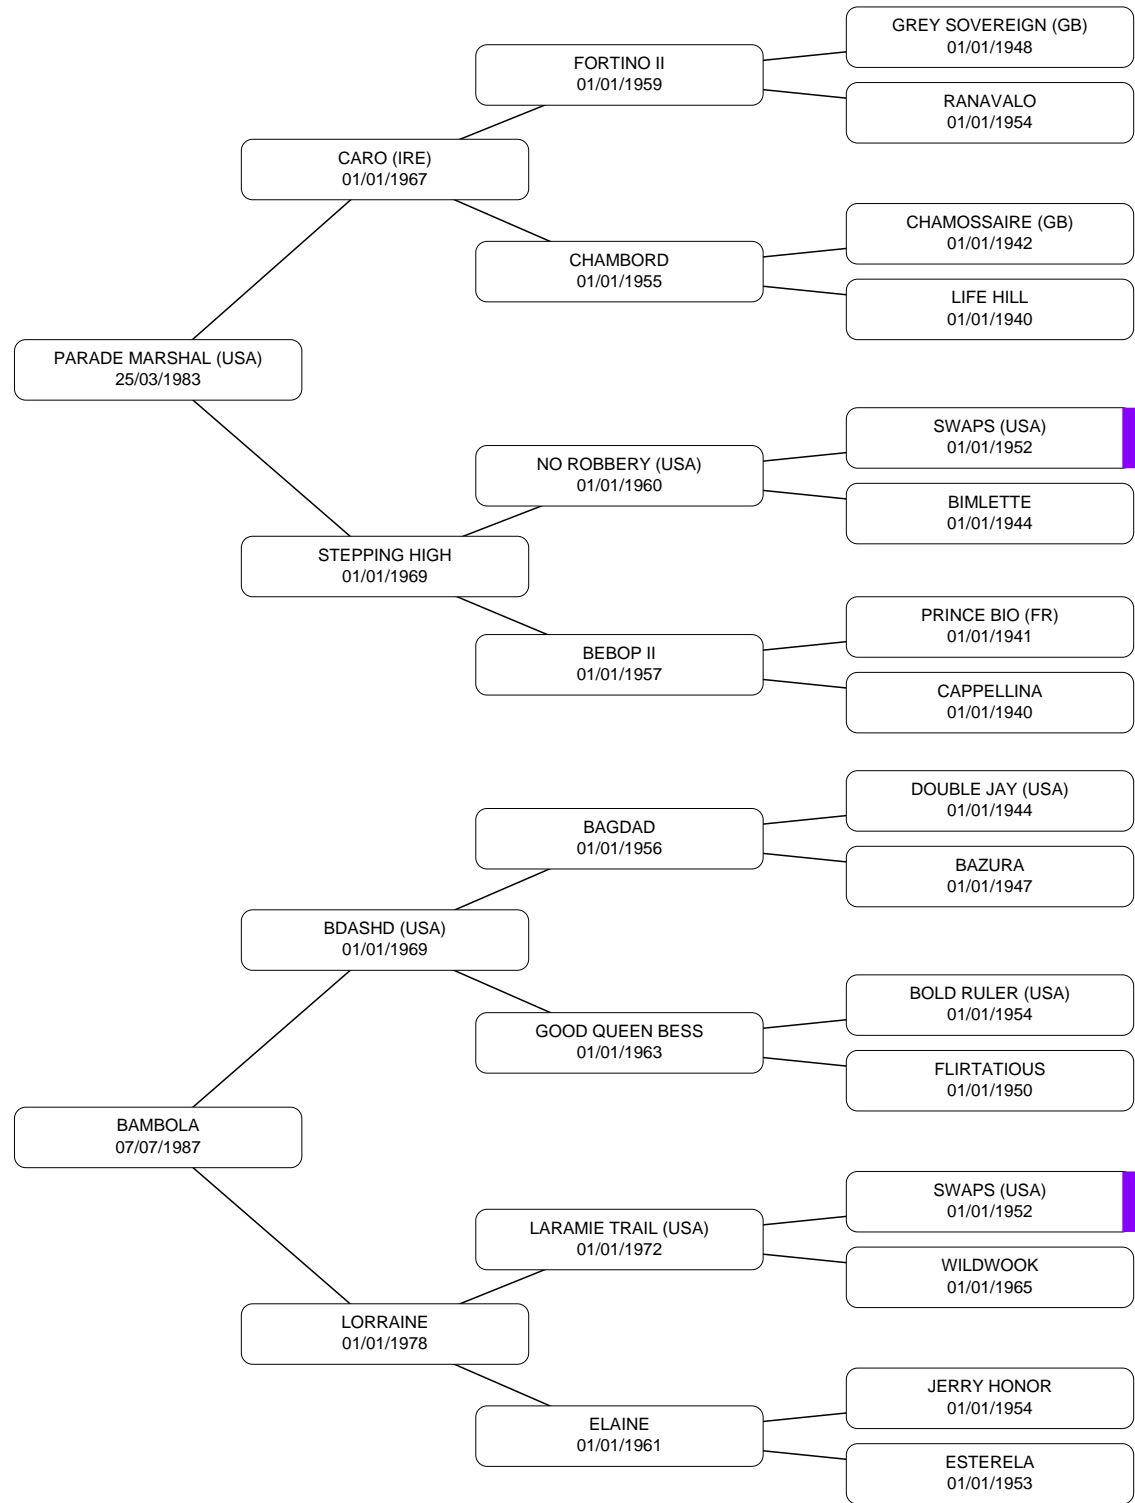 GREY SOVEREIGN (GB)
01/01/1948
FORTINO II
01/01/1959
RANAVALO
01/01/1954
CARO (IRE)
01/01/1967
CHAMOSSAIRE (GB)
01/01/1942
CHAMBORD
01/01/1955
LIFE HILL
01/01/1940
PARADE MARSHAL (USA)
25/03/1983
SWAPS (USA)
01/01/1952
NO ROBBERY (USA)
01/01/1960
BIMLETTE
01/01/1944
STEPPING HIGH
01/01/1969
PRINCE BIO (FR)
01/01/1941
BEBOP II
01/01/1957
CAPPELLINA
01/01/1940
DOUBLE JAY (USA)
01/01/1944
BAGDAD
01/01/1956
BAZURA
01/01/1947
BDASHD (USA)
01/01/1969
BOLD RULER (USA)
01/01/1954
GOOD QUEEN BESS
01/01/1963
FLIRTATIOUS
01/01/1950
BAMBOLA
07/07/1987
SWAPS (USA)
01/01/1952
LARAMIE TRAIL (USA)
01/01/1972
WILDWOOK
01/01/1965
LORRAINE
01/01/1978
JERRY HONOR
01/01/1954
ELAINE
01/01/1961
ESTERELA
01/01/1953